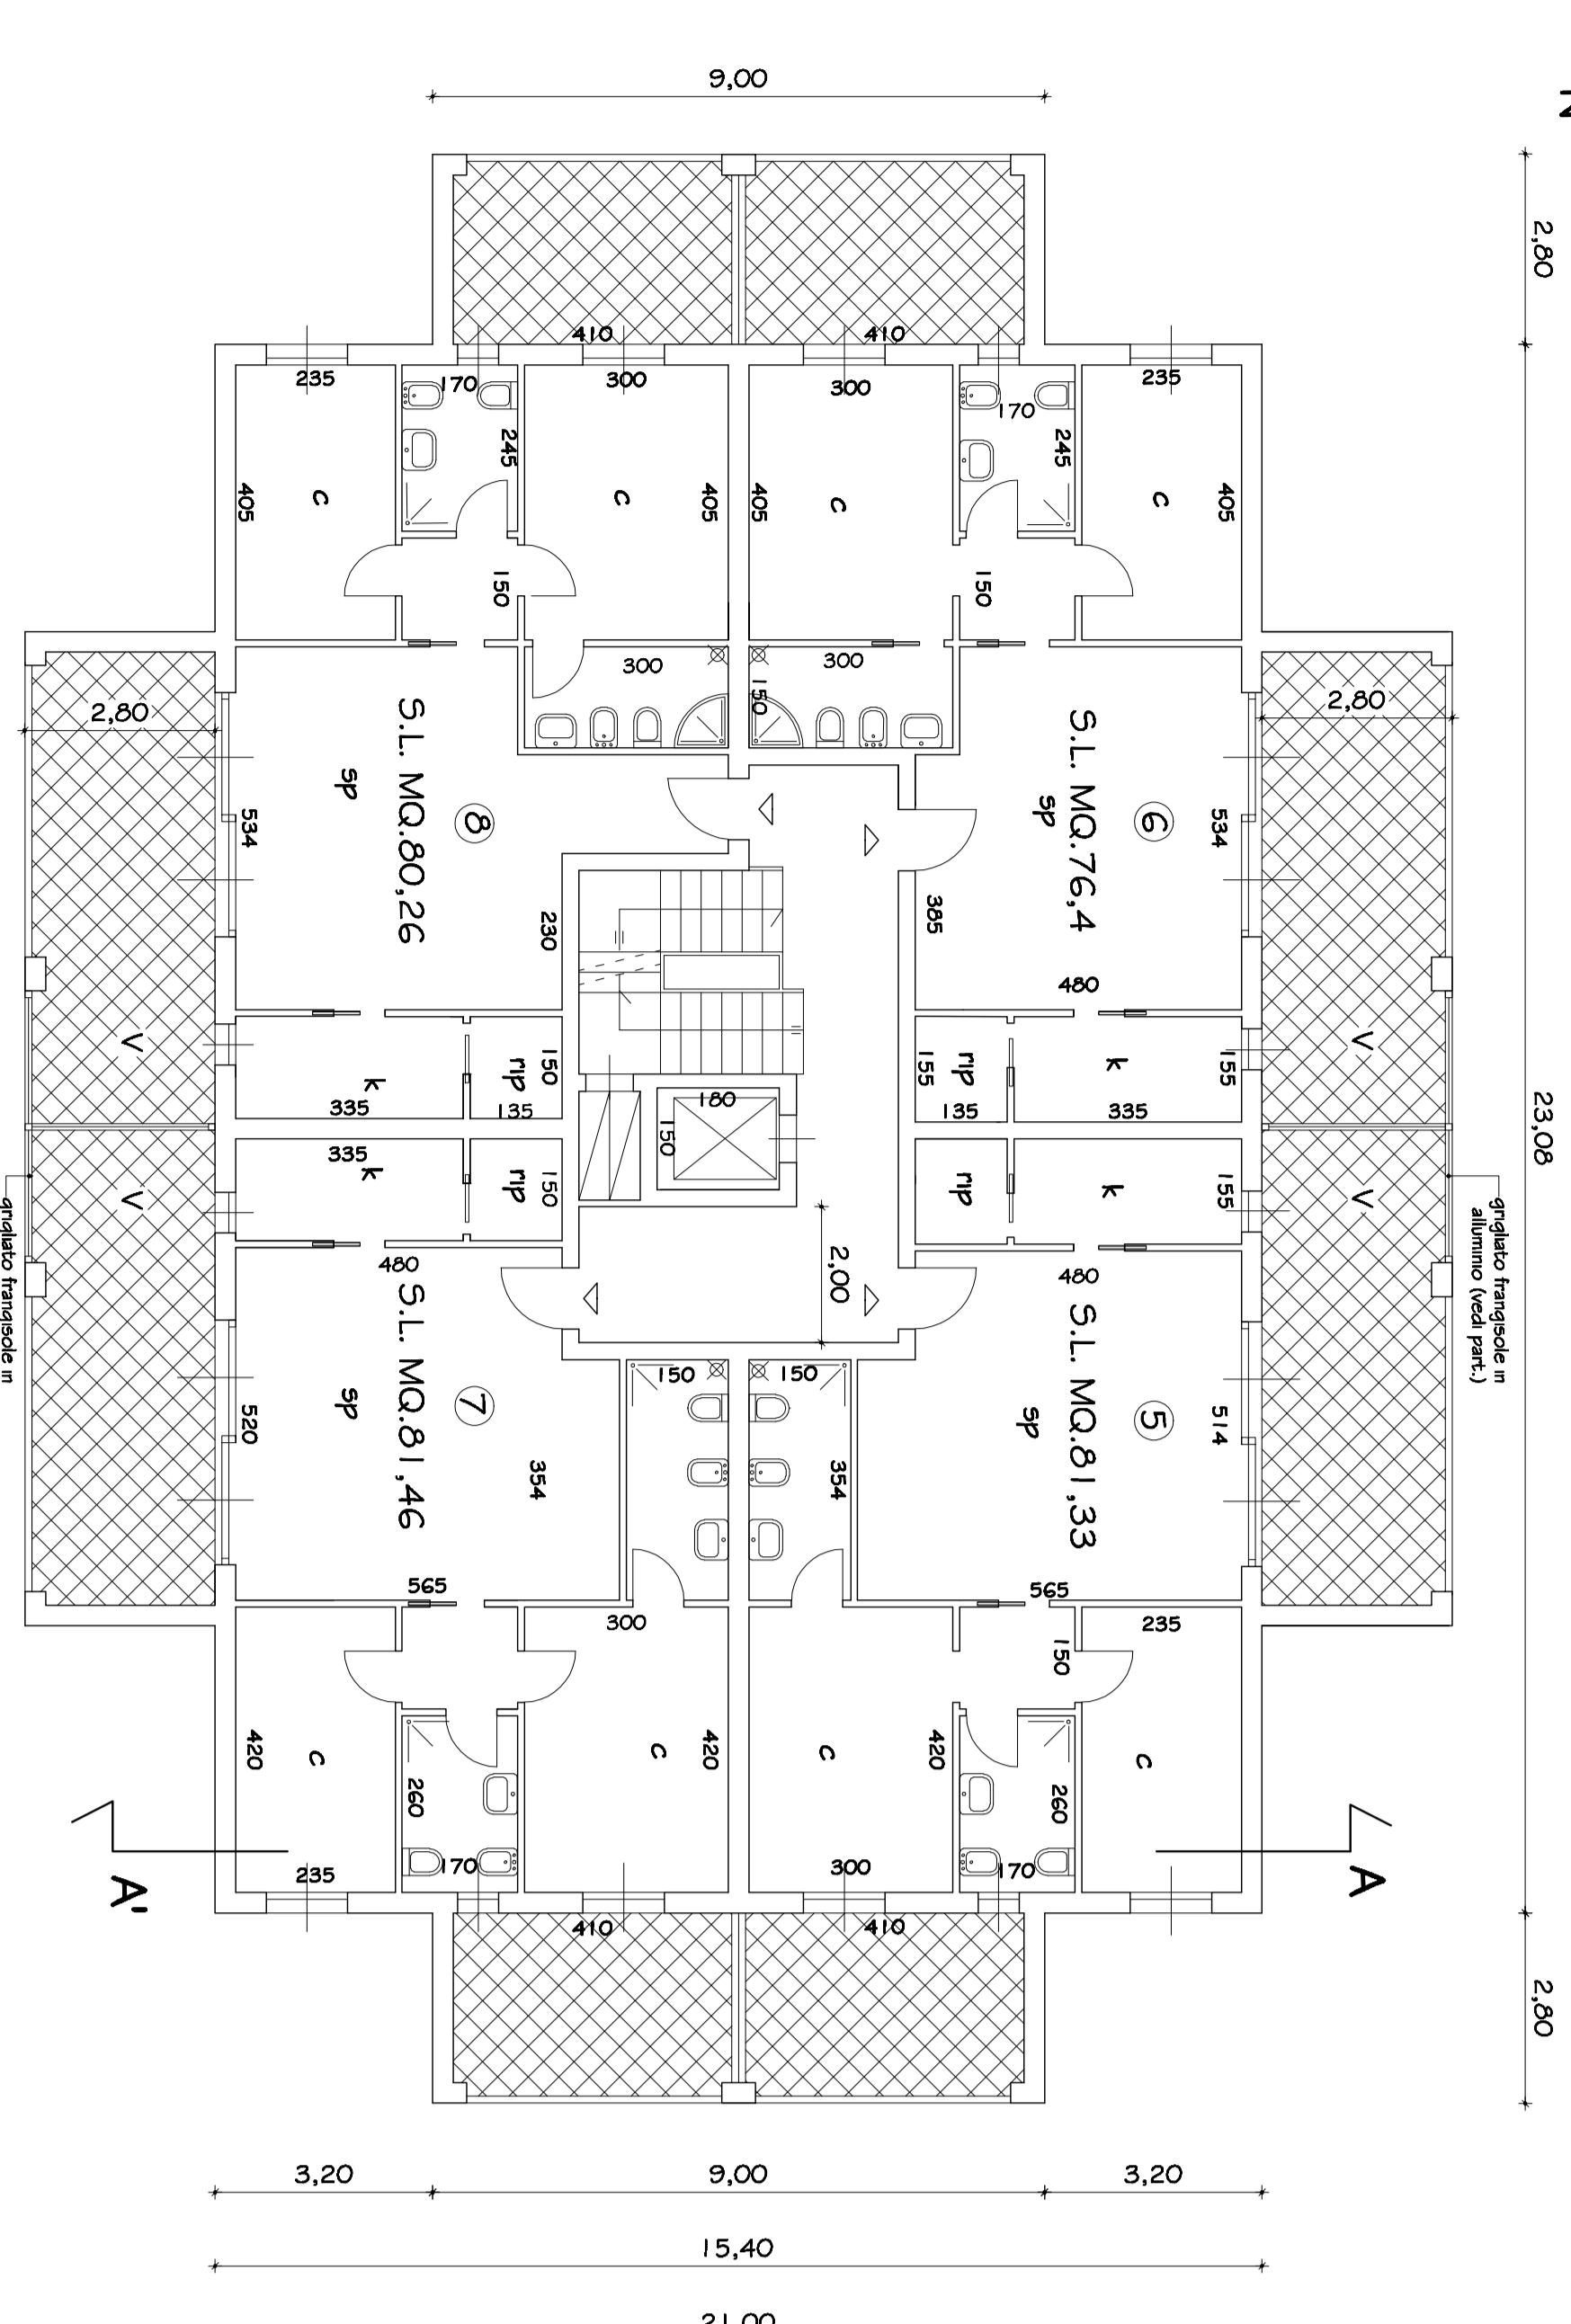 9,00
2,80
410
410
235
170
300
300
170
235
245
245
405
c
c
405
405
c
c
405
150
150
300
300
150
2,80
2,80
S.L. MQ.80,26
sp
8
534
S.L. MQ.76,4
sp
6
534
230
385
480
V
k
rip
150
335
135
180
150
155
rip
k
155
135
335
V
23,08
V
335
k
rip
150
rip
k
155
V
grigliato frangisole in
alluminio (vedi part.)
grigliato frangisole in
2,00
480
S.L. MQ.81,46
sp
7
520
354
150
150
354
480
S.L. MQ.81,33
sp
5
514
565
565
300
235
150
420
c
c
420
c
420
c
260
260
A'
A
235
170
300
170
410
410
2,80
3,20
9,00
3,20
15,40
21,00